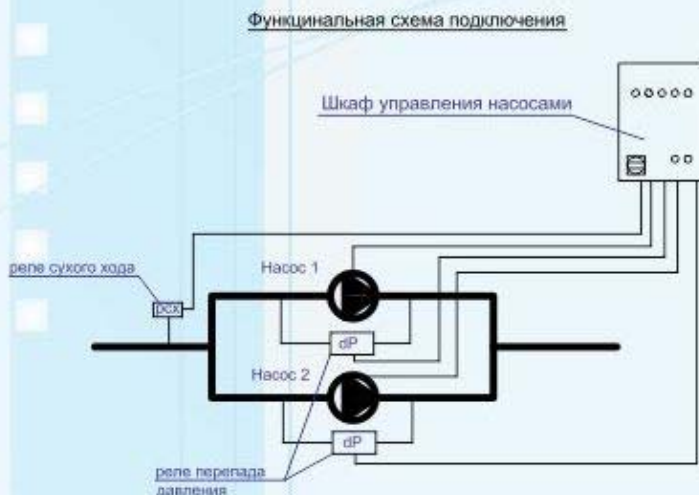 Функцинальная схема подключения
Шкаф управления насосами
реле сухого хода
рсх
Насос 1
dP
Насос 2
dP
реле перепада
давления